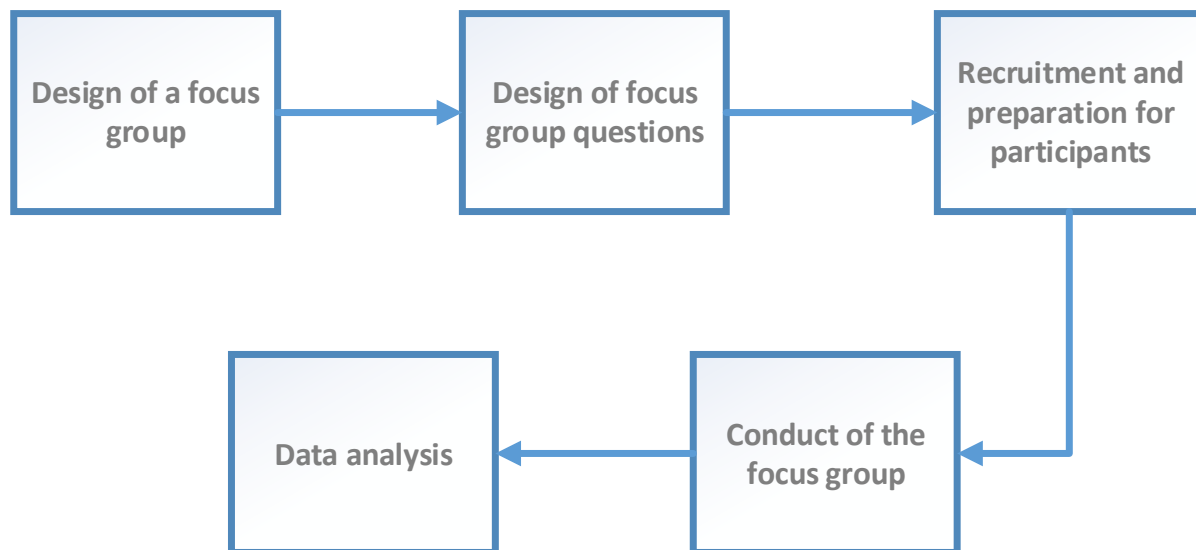 Design of a focus
group
Design of focus
group questions
Recruitment and
preparation for
participants
Conduct of the
focus group
Data analysis